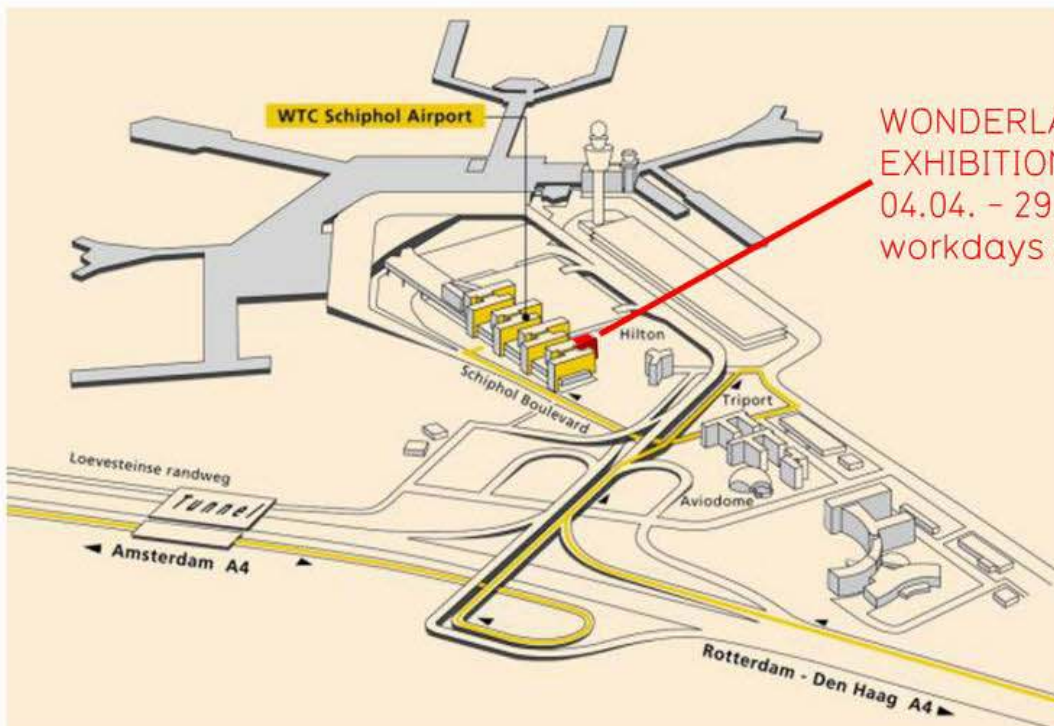 WTC Schiphol Airport
WONDERLA
EXHIBITION
04.04. - 29
workdays
Hilton
Schiphol Boulevard
Triport
Loevesteinse randweg
Tunnel
Aviodome
Amsterdam A4
Rotterdam - Den Haag A4